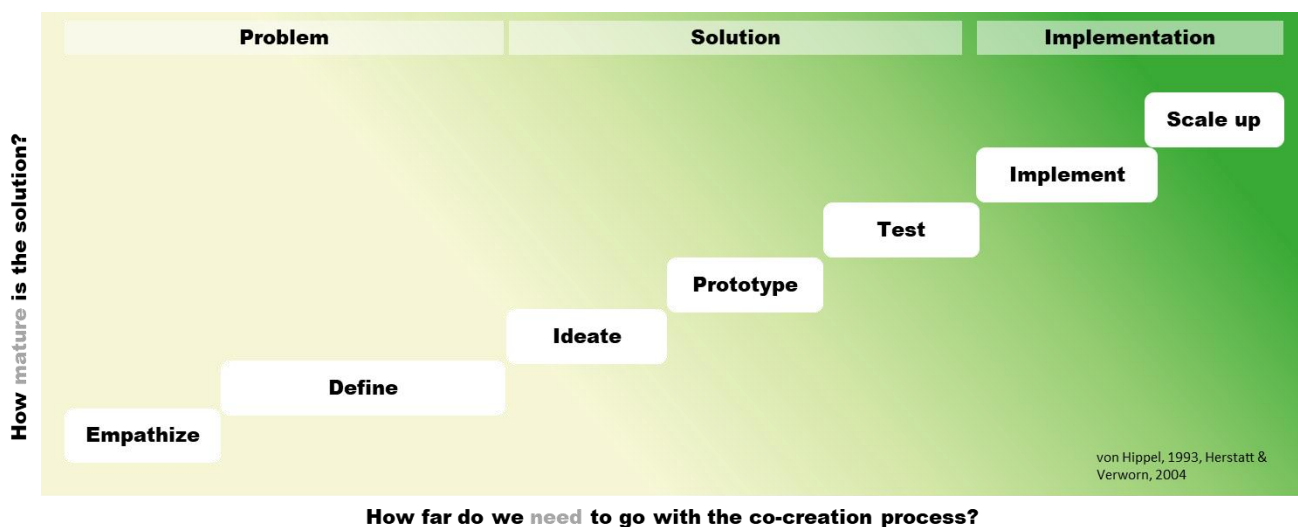 Problem
Solution
Implementation
Scale up
Implement
Test
Prototype
Ideate
Define
Empathize
How mature is the solution?
von Hippel, 1993, Herstatt &
Verworn, 2004
How far do we need to go with the co-creation process?